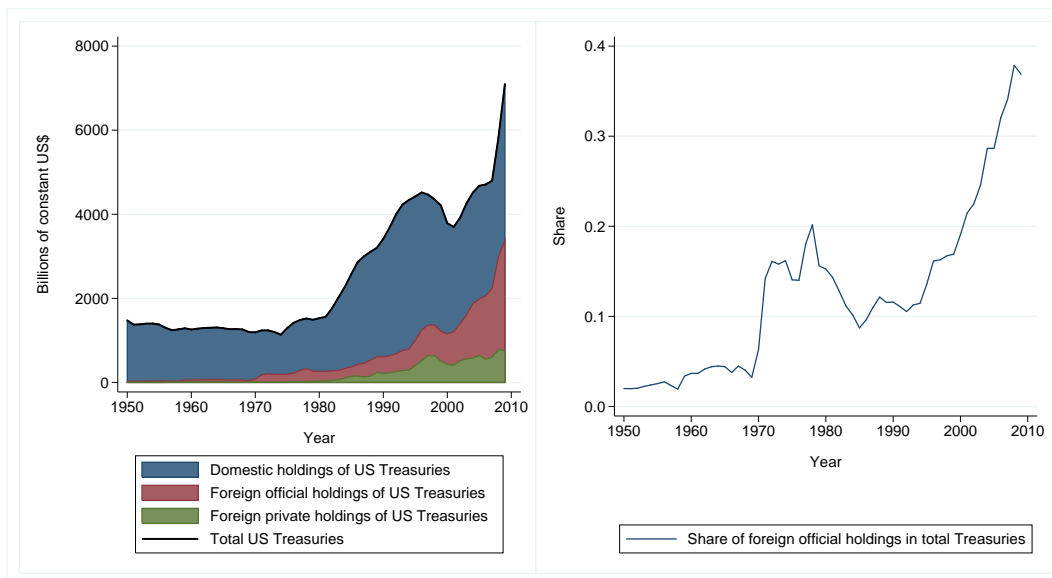 Billions of constant US$
8000
6000
4000
2000
0
1950 1960 1970 1980 1990 2000 2010
Year
Domestic holdings of US Treasuries
Foreign official holdings of US Treasuries
Foreign private holdings of US Treasuries
Total US Treasuries
Share
0.4
0.3
0.2
0.1
0.0
1950 1960 1970 1980 1990 2000 2010
Year
Share of foreign official holdings in total Treasuries